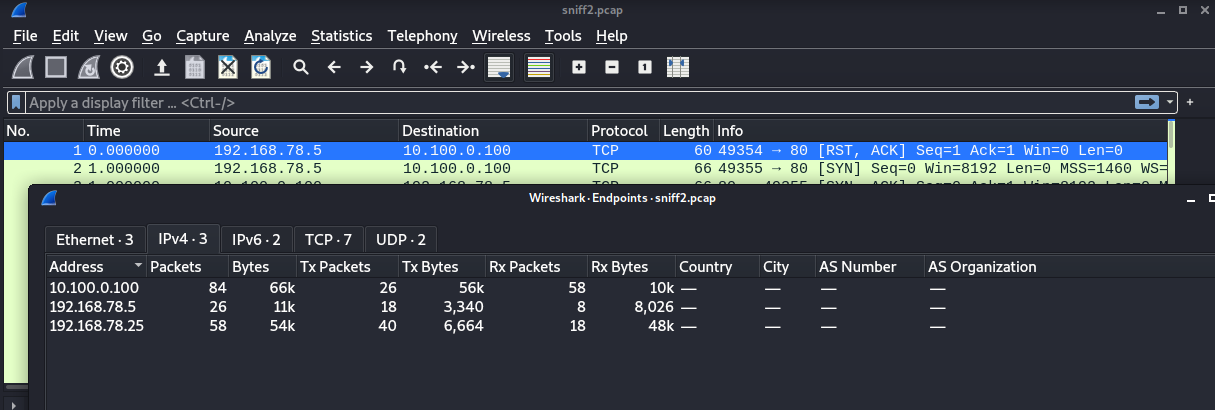 sniff2.pcap
File Edit View Go Capture Analyze Statistics Telephony Wireless Tools Help
Apply a display filter … <Ctrl-/>
No. Time Source Destination Protocol Length Info
1 0.000000 192.168.78.5 10.100.0.100 TCP 60 49354 → 80 [RST, ACK] Seq=1 Ack=1 Win=0 Len=0
2 1.000000 192.168.78.5 10.100.0.100 TCP 66 49355 → 80 [SYN] Seq=0 Win=8192 Len=0 MSS=1460 WS=
Wireshark · Endpoints · sniff2.pcap
Ethernet · 3 IPv4 · 3 IPv6 · 2 TCP · 7 UDP · 2
Address Packets Bytes Tx Packets Tx Bytes Rx Packets Rx Bytes Country City AS Number AS Organization
10.100.0.100 84 66k 26 56k 58 10k — — — —
192.168.78.5 26 11k 18 3,340 8 8,026 — — — —
192.168.78.25 58 54k 40 6,664 18 48k — — — —